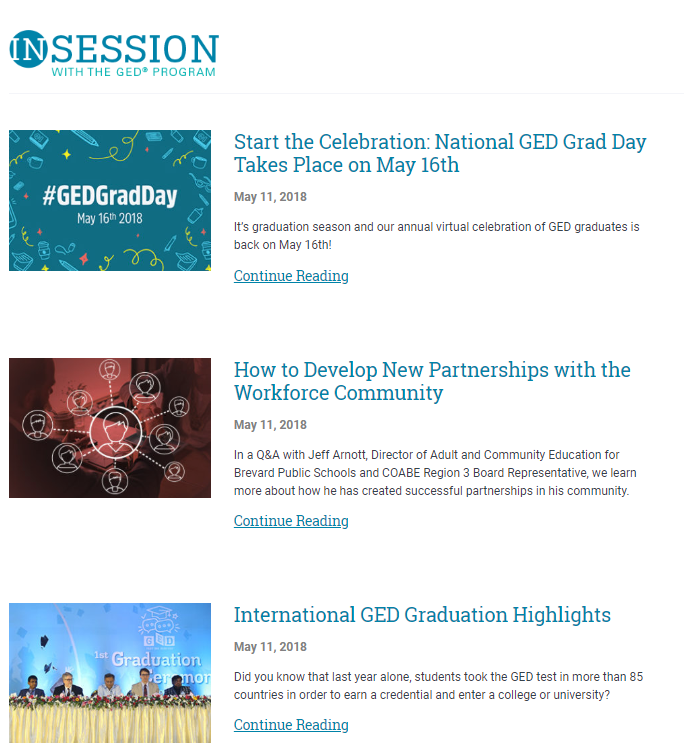 INSESSION
WITH THE GED® PROGRAM
#GEDGradDay
May 16th 2018
Start the Celebration: National GED Grad Day
Takes Place on May 16th
May 11, 2018
It's graduation season and our annual virtual celebration of GED graduates is
back on May 16th!
Continue Reading
How to Develop New Partnerships with the
Workforce Community
May 11, 2018
In a Q&A with Jeff Arnott, Director of Adult and Community Education for
Brevard Public Schools and COABE Region 3 Board Representative, we learn
more about how he has created successful partnerships in his community.
Continue Reading
GED
1st Graduation
International GED Graduation Highlights
May 11, 2018
Did you know that last year alone, students took the GED test in more than 85
countries in order to earn a credential and enter a college or university?
Continue Reading